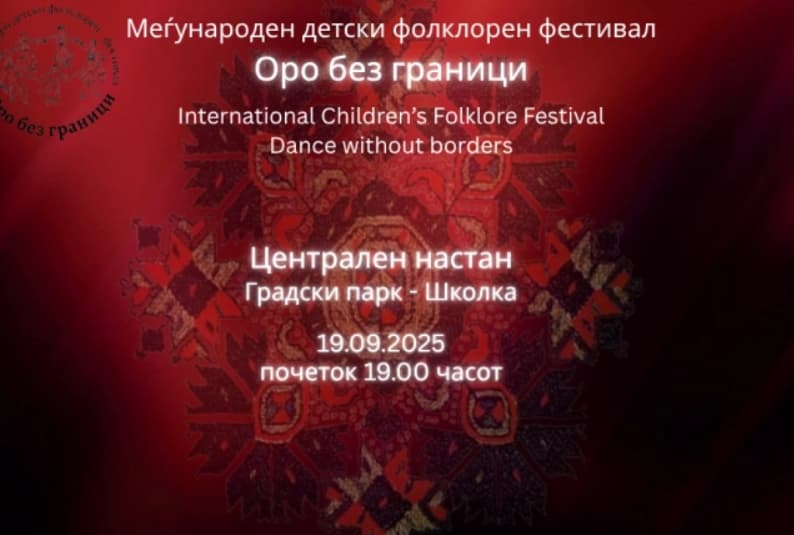 Меѓународен детски фолклорен фестивал
Оро без граници
International Children's Folklore Festival
Dance without borders
Централен настан
Градски парк - Школка
19.09.2025
почеток 19.00 часот
без граници